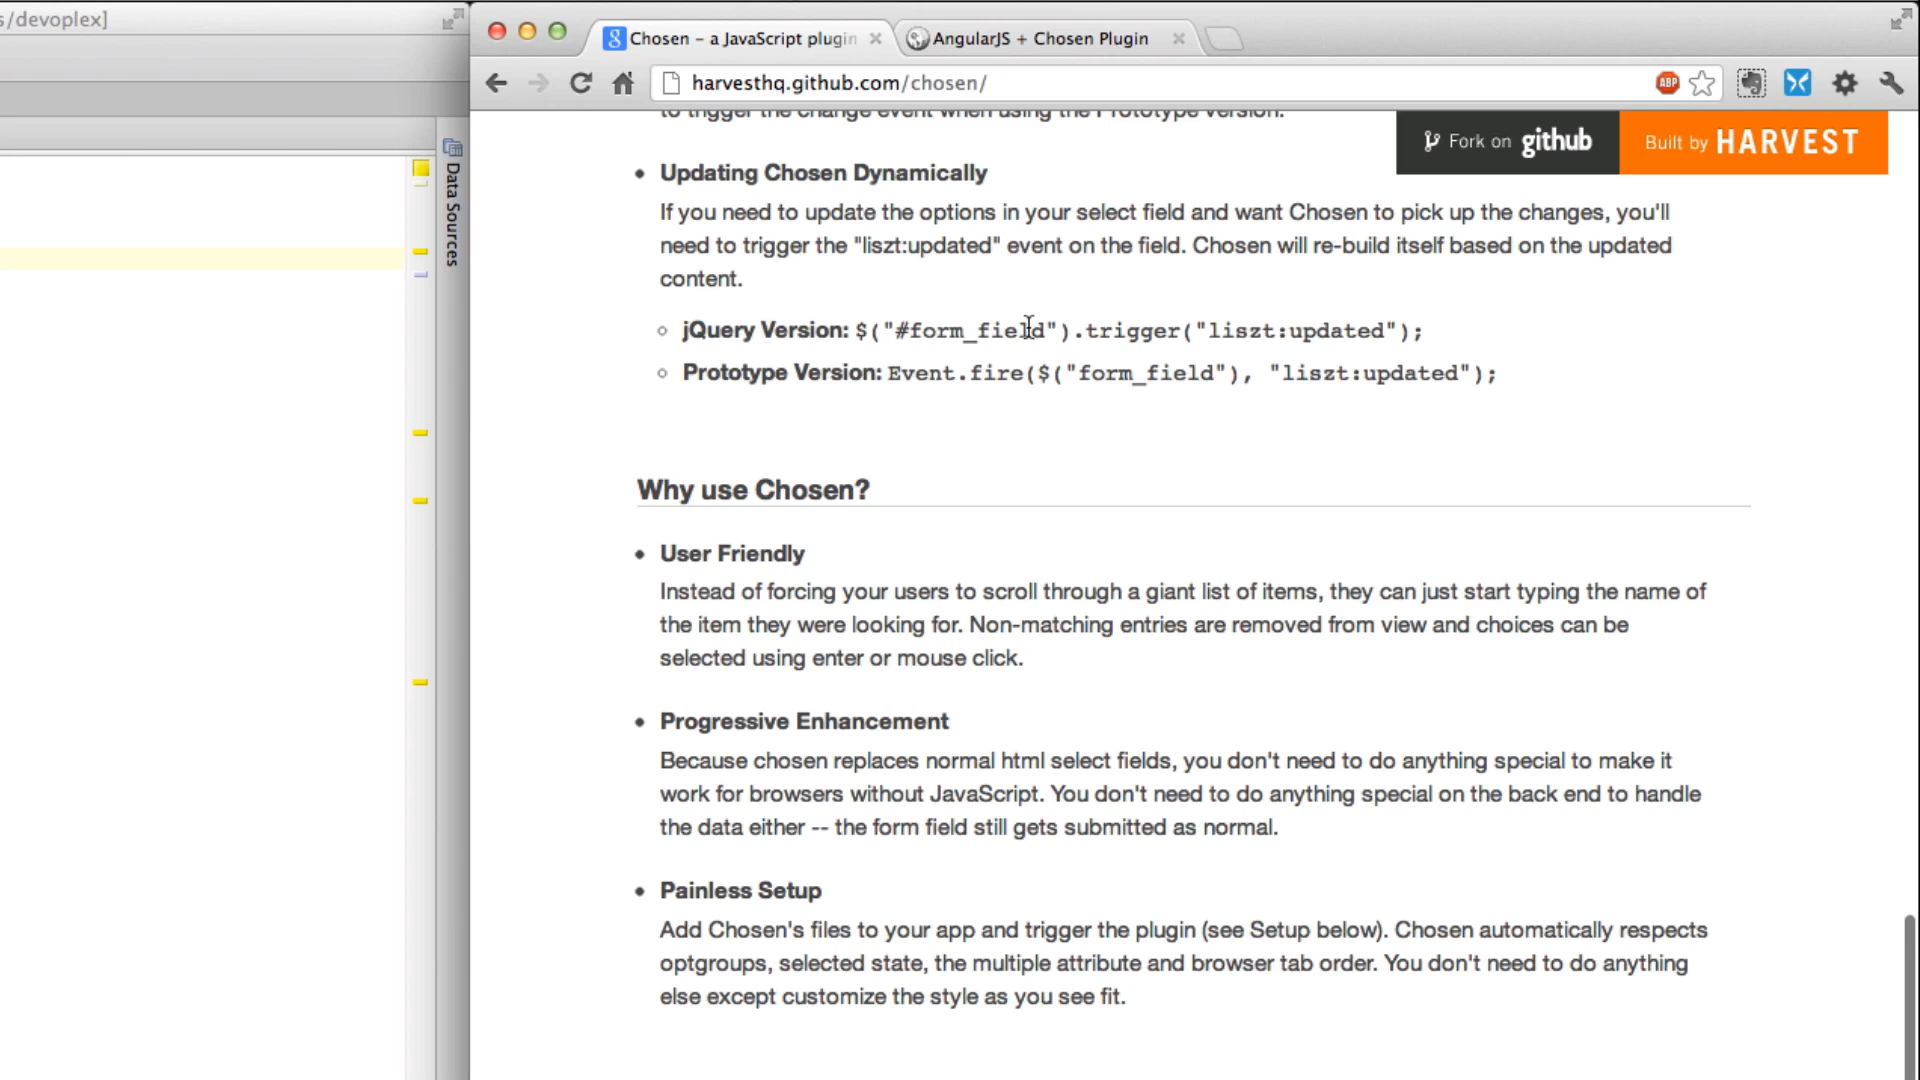 s/devoplex]
Chosen – a JavaScript plugin
AngularJS + Chosen Plugin
harvesthq.github.com/chosen/
ABP
Data Sources
to trigger the change event when using the Prototype version.
Fork on github
Built by HARVEST
• Updating Chosen Dynamically
If you need to update the options in your select field and want Chosen to pick up the changes, you'll
need to trigger the "liszt:updated" event on the field. Chosen will re-build itself based on the updated
content.
○ jQuery Version: $("#form_field").trigger("liszt:updated");
○ Prototype Version: Event.fire($("form_field"), "liszt:updated");
Why use Chosen?
• User Friendly
Instead of forcing your users to scroll through a giant list of items, they can just start typing the name of
the item they were looking for. Non-matching entries are removed from view and choices can be
selected using enter or mouse click.
• Progressive Enhancement
Because chosen replaces normal html select fields, you don't need to do anything special to make it
work for browsers without JavaScript. You don't need to do anything special on the back end to handle
the data either -- the form field still gets submitted as normal.
• Painless Setup
Add Chosen's files to your app and trigger the plugin (see Setup below). Chosen automatically respects
optgroups, selected state, the multiple attribute and browser tab order. You don't need to do anything
else except customize the style as you see fit.